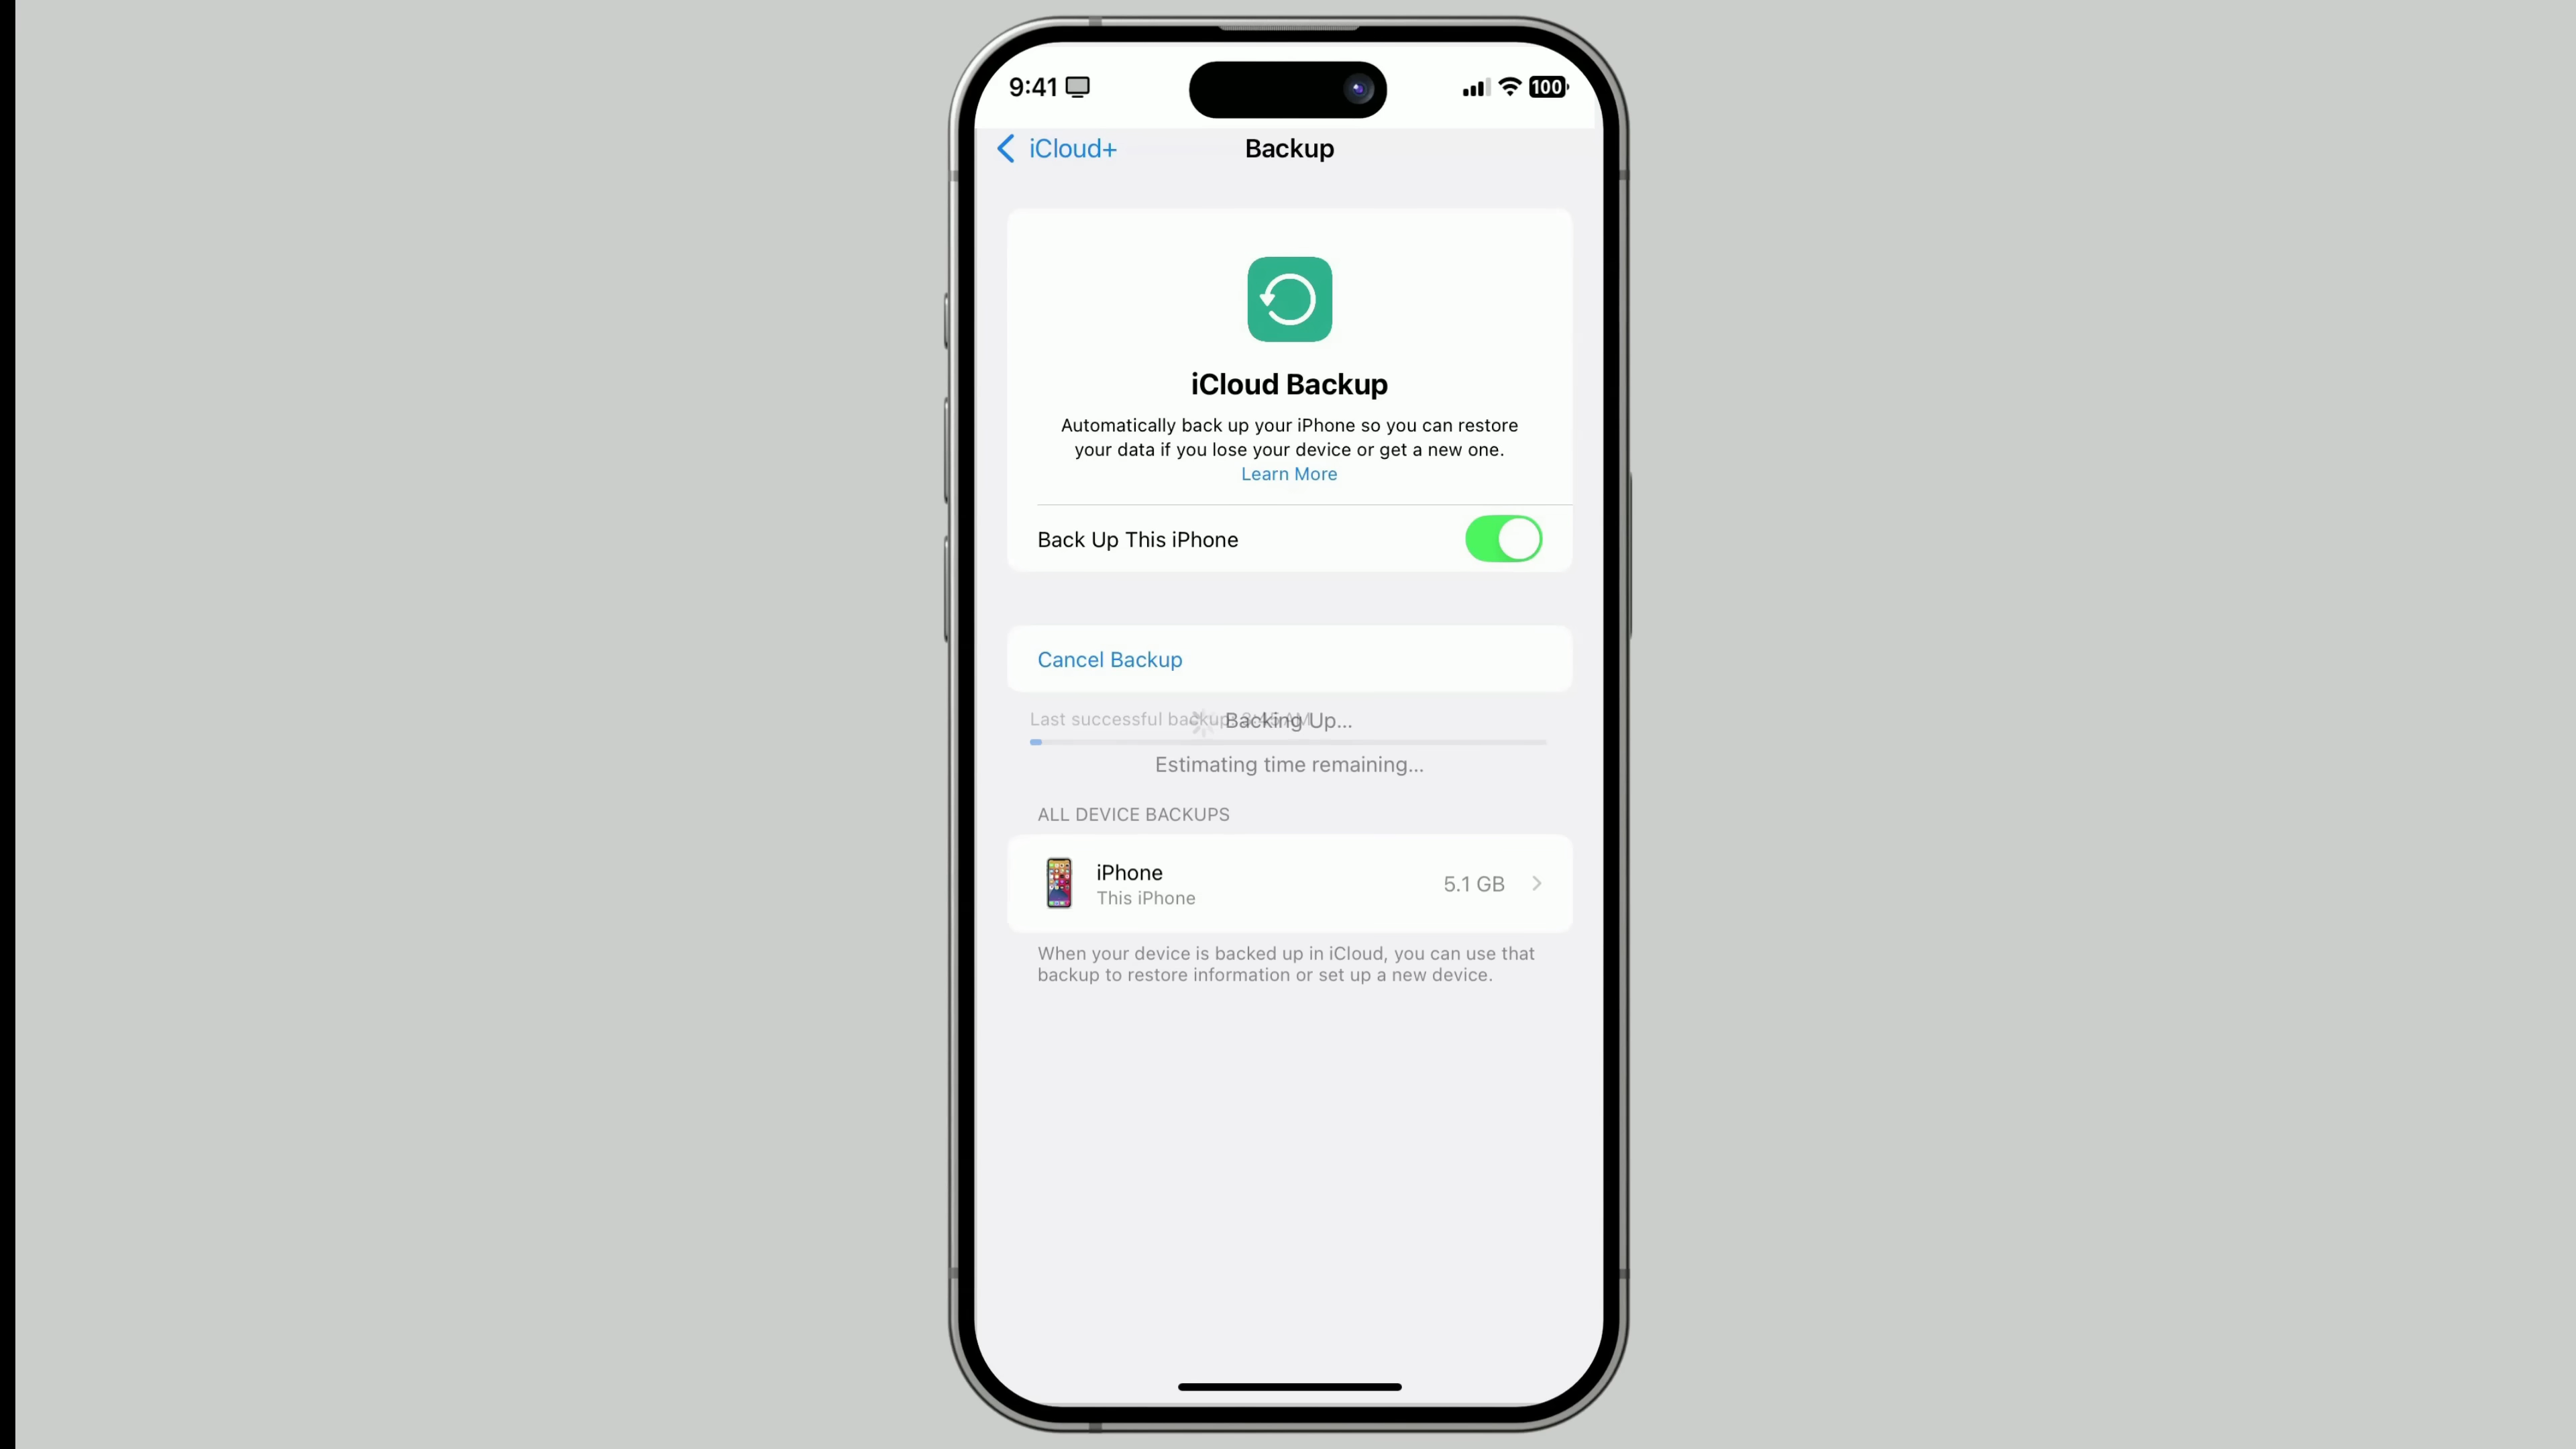 9:41
100
iCloud+
Backup
iCloud Backup
Automatically back up your iPhone so you can restore
your data if you lose your device or get a new one.
Learn More
Back Up This iPhone
Cancel Backup
Last successful backup
Backing Up...
Estimating time remaining...
ALL DEVICE BACKUPS
iPhone
This iPhone
5.1 GB
When your device is backed up in iCloud, you can use that
backup to restore information or set up a new device.